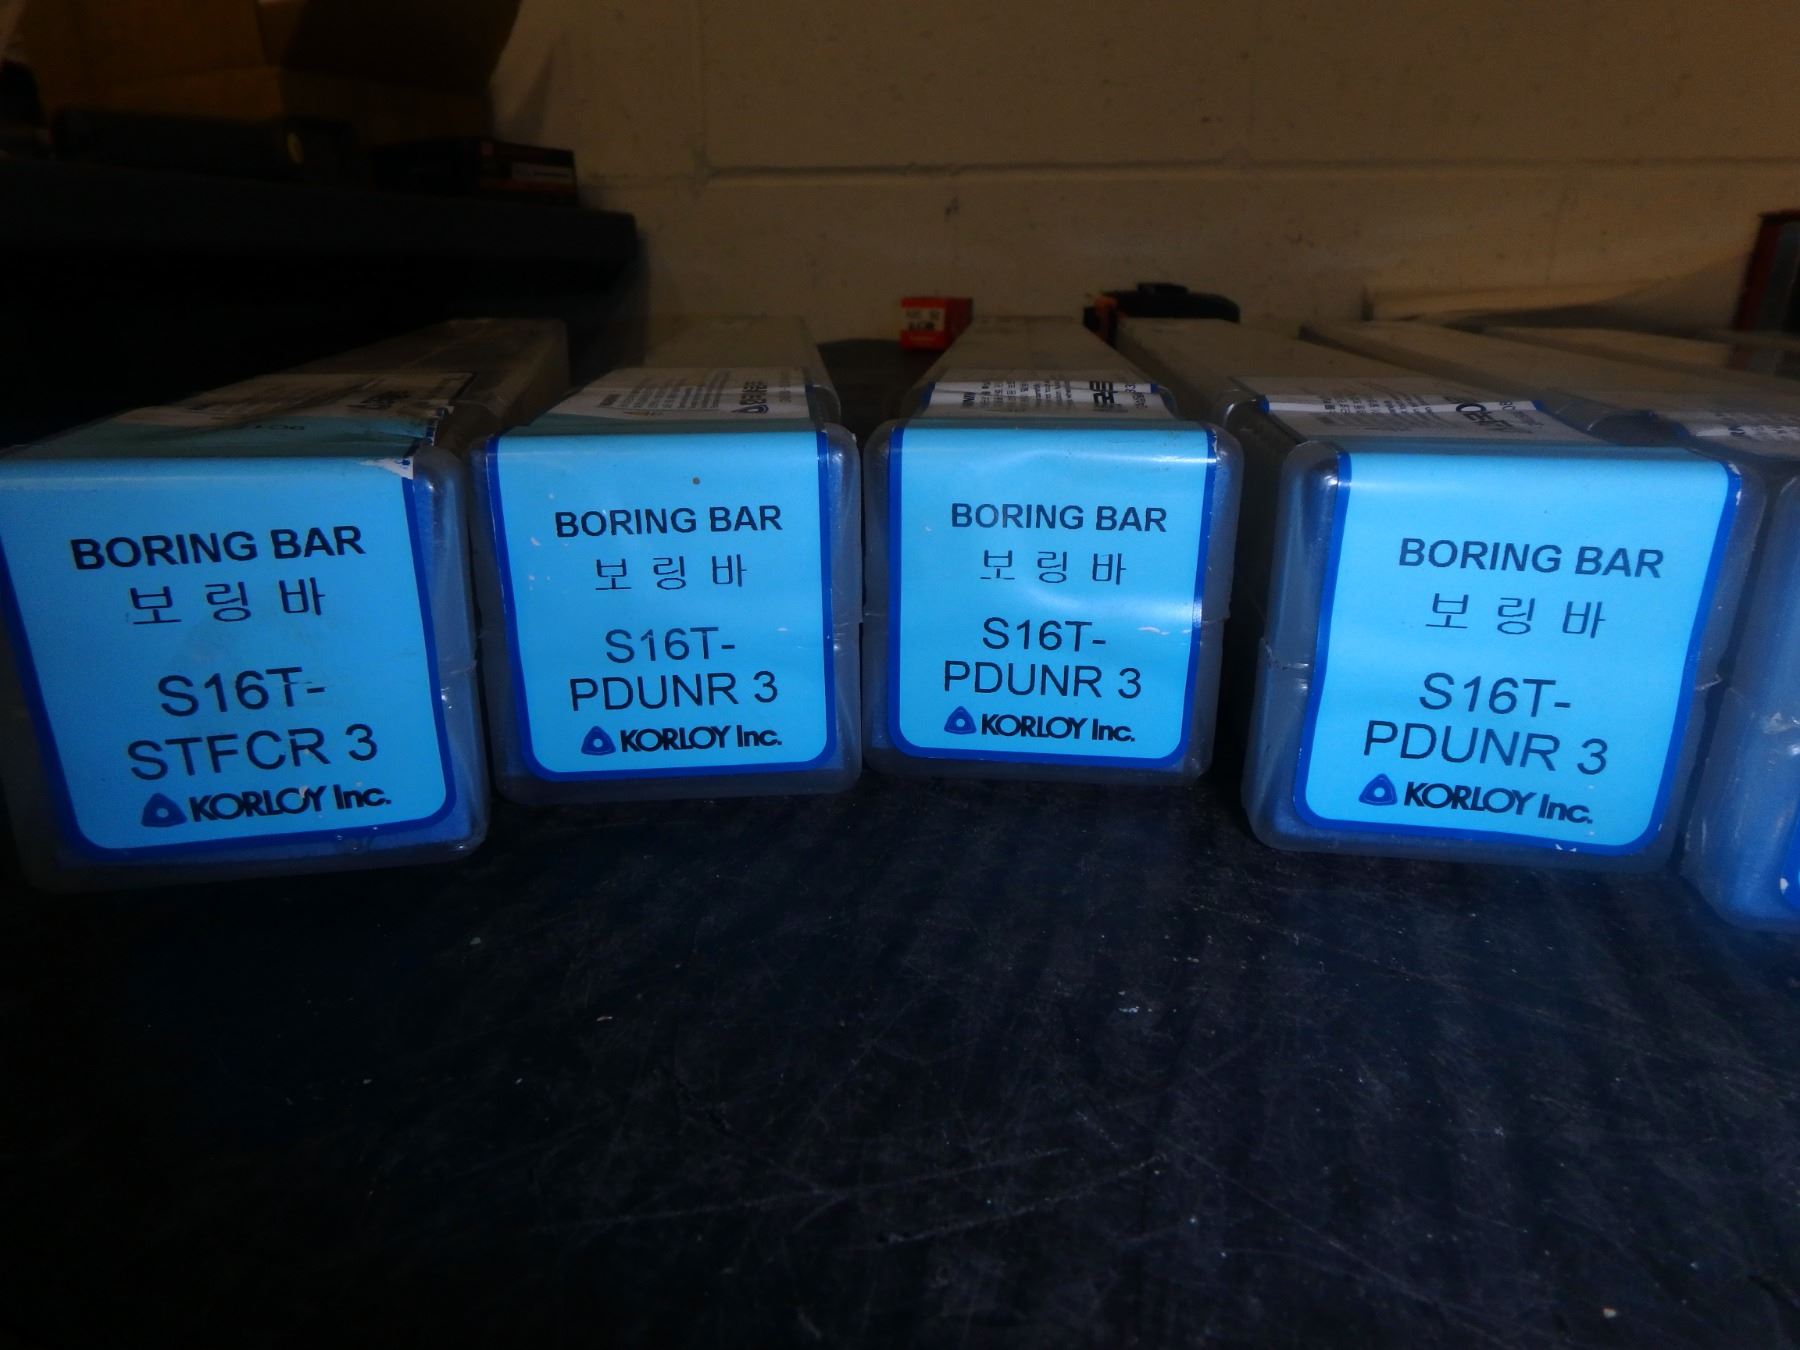 BORING BAR
보링바
S16T-
STFCR 3
KORLOY Inc.
BORING BAR
보링바
S16T-
PDUNR 3
KORLOY Inc.
BORING BAR
보링바
S16T-
PDUNR 3
KORLOY Inc.
BORING BAR
보링바
S16T-
PDUNR 3
KORLOY Inc.